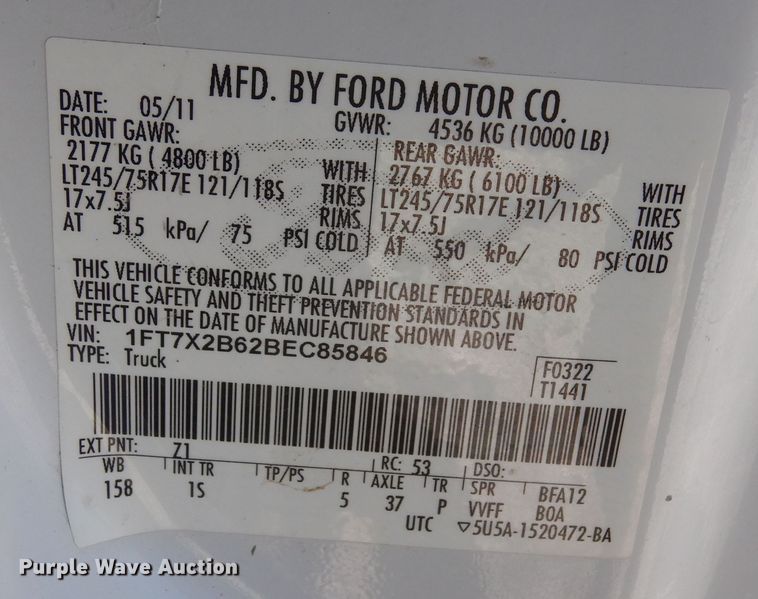 MFD. BY FORD MOTOR CO.
DATE: 05/11 GVWR: 4536 KG (10000 LB)
FRONT GAWR: REAR GAWR:
2177 KG ( 4800 LB) WITH 2767 KG ( 6100 LB) WITH
LT245/75R17E 121/118S TIRES LT245/75R17E 121/118S TIRES
17x7.5J RIMS 17x7.5J RIMS
AT 515 kPa/ 75 PSI COLD AT 550 kPa/ 80 PSI COLD
THIS VEHICLE CONFORMS TO ALL APPLICABLE FEDERAL MOTOR
VEHICLE SAFETY AND THEFT PREVENTION STANDARDS IN
EFFECT ON THE DATE OF MANUFACTURE SHOWN ABOVE.
VIN: 1FT7X2B62BEC85846
TYPE: Truck
F0322
T1441
EXT PNT: Z1 RC: 53 DSO:
WB INT TR TP/PS R AXLE TR SPR BFA12
158 1S 5 37 P VVFF BOA
UTC ▽5U5A-1520472-BA
Purple Wave Auction